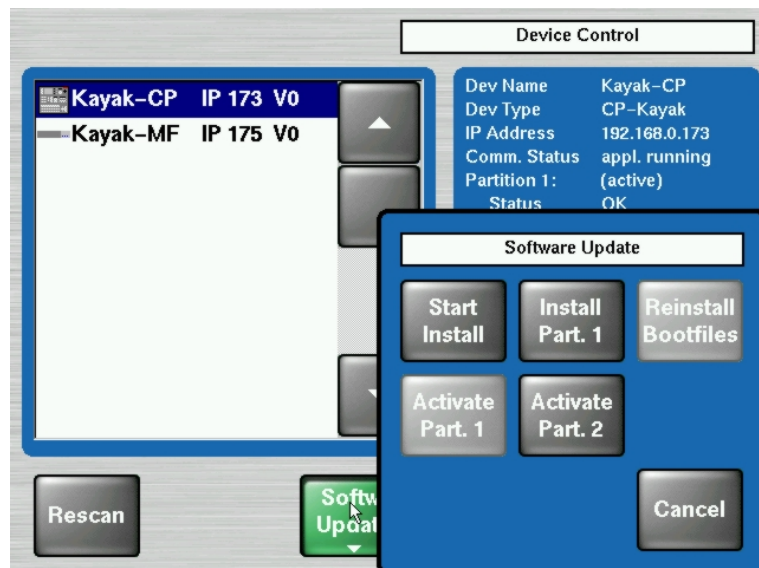 Device Control
Kayak-CP IP 173 V0
Kayak-MF IP 175 V0
Dev Name Kayak-CP
Dev Type CP-Kayak
IP Address 192.168.0.173
Comm. Status appl. running
Partition 1: (active)
Status OK
Software Update
Start
Install
Install
Part. 1
Reinstall
Bootfiles
Activate
Part. 1
Activate
Part. 2
Cancel
Rescan
Softw
Updat